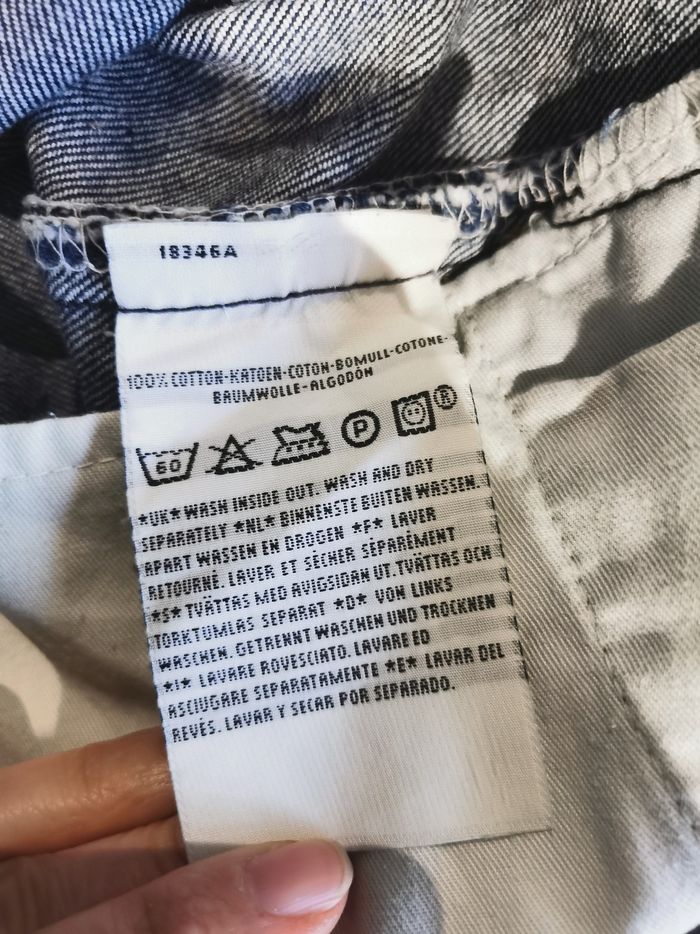 18346A
100% COTTON-KATOEN-COTON-BOMULL-COTONE-
BAUMWOLLE-ALGODÓN
60 P ®
*UK* WASH INSIDE OUT. WASH AND DRY
SEPARATELY *NL* BINNENSTE BUITEN WASSEN.
APART WASSEN EN DROGEN *F* LAVER
RETOURNÉ. LAVER ET SÈCHER SÉPARÉMENT
*S* TVÄTTAS MED AVIGSIDAN UT. TVÄTTAS OCH
TORKTUMLAS SEPARAT *D* VON LINKS
WASCHEN. GETRENNT WASCHEN UND TROCKNEN
*I* LAVARE ROVESCIATO. LAVARE ED
ASCIUGARE SEPARATAMENTE *E* LAVAR DEL
REVÉS. LAVAR Y SECAR POR SEPARADO.